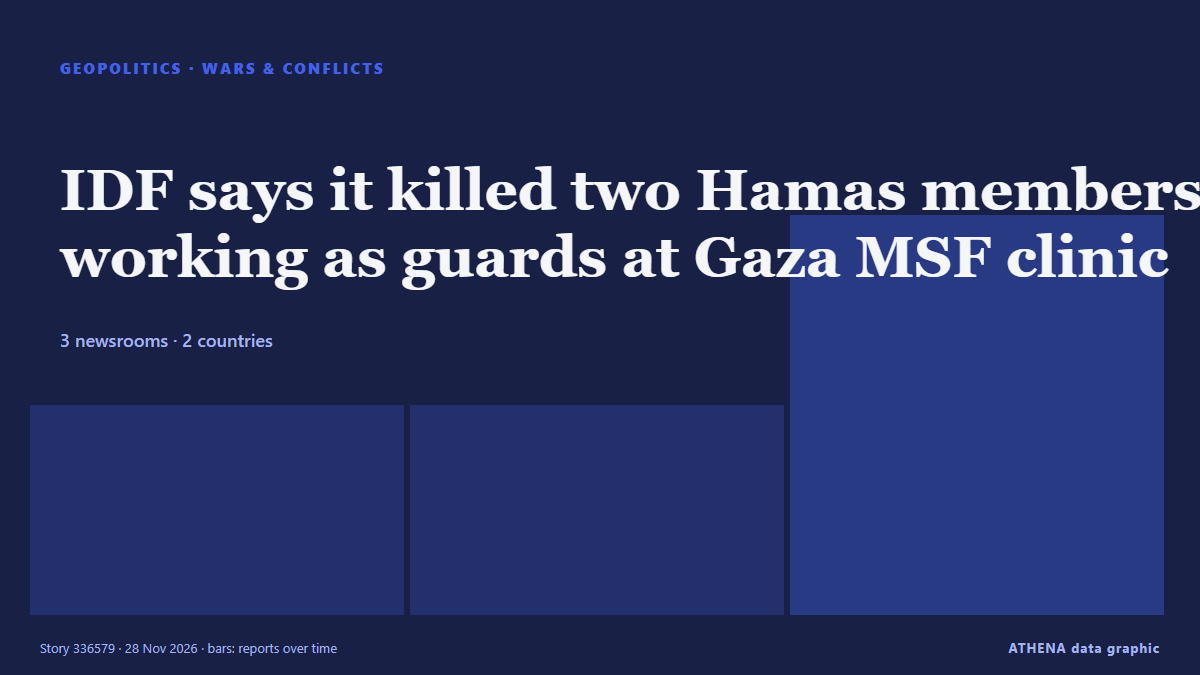 GEOPOLITICS · WARS & CONFLICTS
IDF says it killed two Hamas members
working as guards at Gaza MSF clinic
3 newsrooms · 2 countries
Story 336579 · 28 Nov 2026 · bars: reports over time
ATHENA data graphic